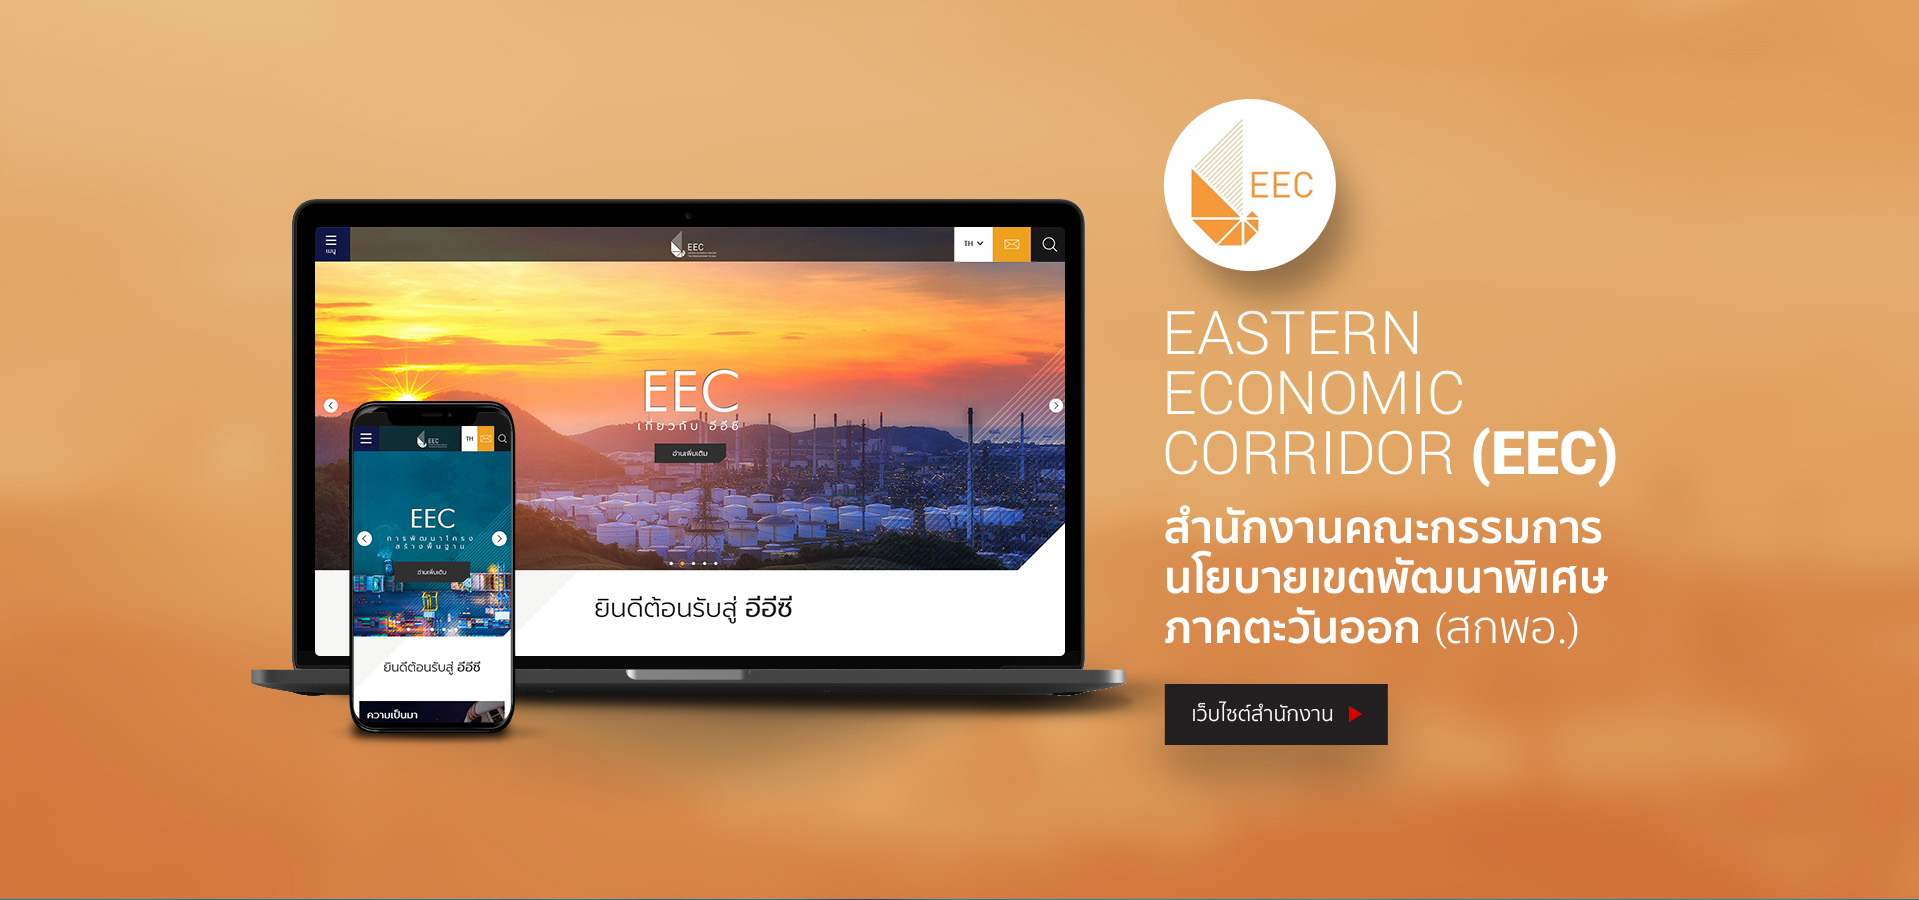 EEC
EASTERN
ECONOMIC
CORRIDOR (EEC)
สำนักงานคณะกรรมการ
นโยบายเขตพัฒนาพิเศษ
ภาคตะวันออก (สกพอ.)
เว็บไซต์สำนักงาน
เมนู
EEC
TH
EEC
เกี่ยวกับ อีอีซี
อ่านเพิ่มเติม
ยินดีต้อนรับสู่ อีอีซี
EEC
TH
EEC
การพัฒนาโครง
สร้างพื้นฐาน
อ่านเพิ่มเติม
ยินดีต้อนรับสู่ อีอีซี
ความเป็นมา